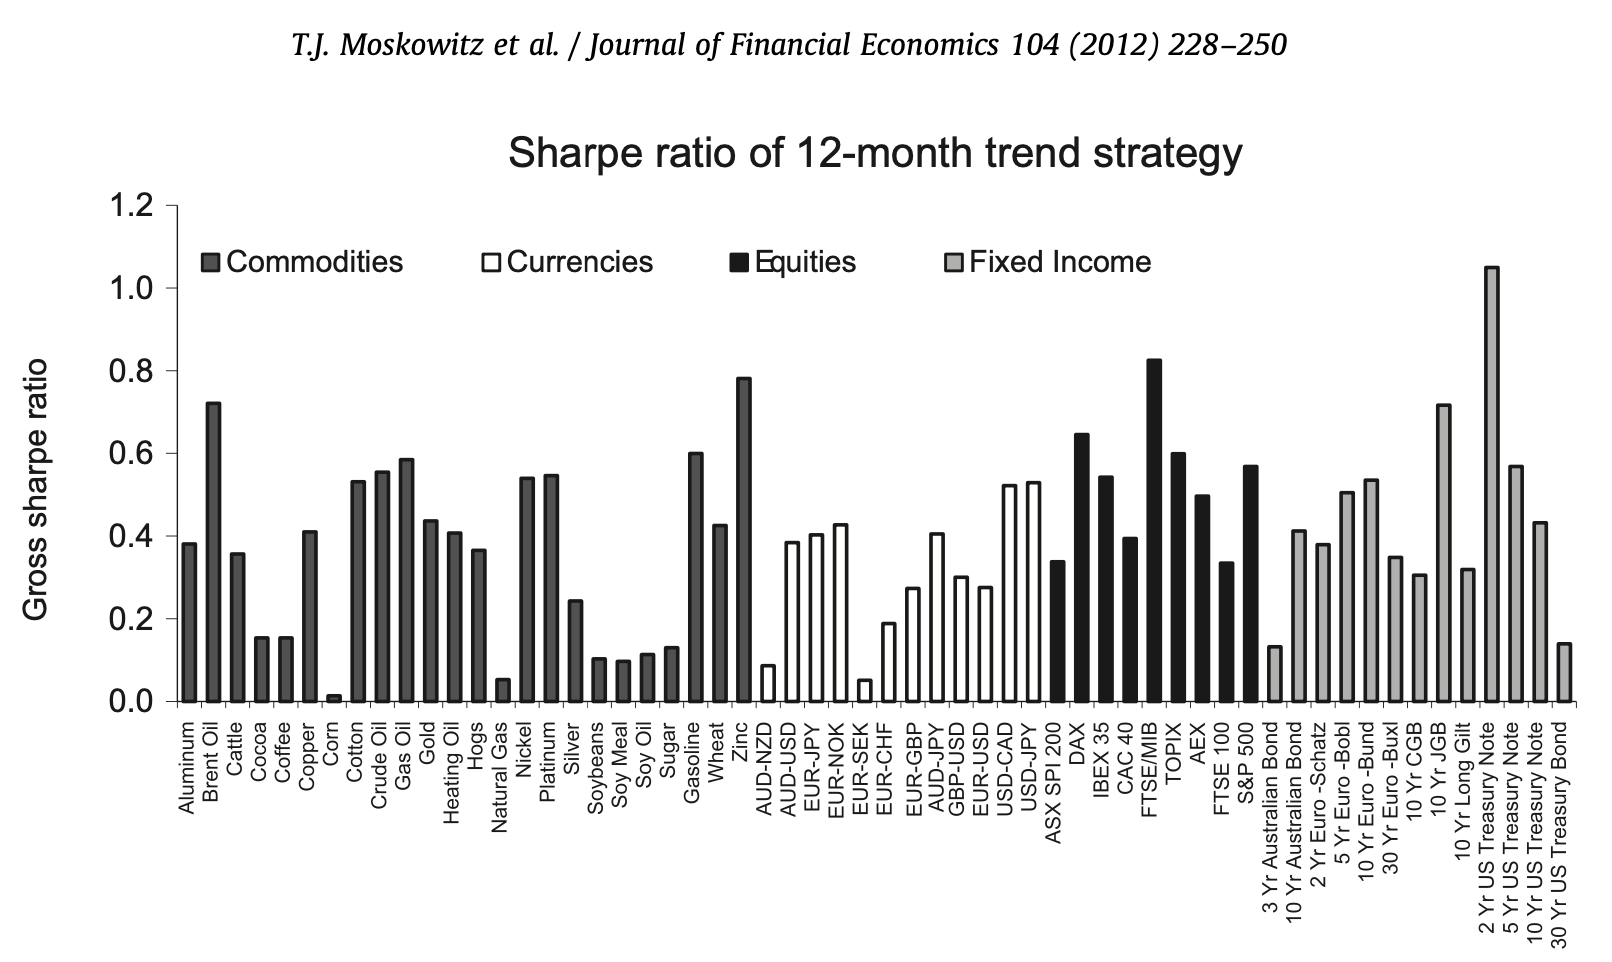 T.J. Moskowitz et al. / Journal of Financial Economics 104 (2012) 228–250
Sharpe ratio of 12-month trend strategy
Gross sharpe ratio
1.2
1.0
0.8
0.6
0.4
0.2
0.0
Commodities
Currencies
Equities
Fixed Income
Aluminum
Brent Oil
Cattle
Cocoa
Coffee
Copper
Corn
Cotton
Crude Oil
Gas Oil
Gold
Heating Oil
Hogs
Natural Gas
Nickel
Platinum
Silver
Soybeans
Soy Meal
Soy Oil
Sugar
Gasoline
Wheat
Zinc
AUD-NZD
AUD-USD
EUR-JPY
EUR-NOK
EUR-SEK
EUR-CHF
EUR-GBP
AUD-JPY
GBP-USD
EUR-USD
USD-CAD
USD-JPY
ASX SPI 200
DAX
IBEX 35
CAC 40
FTSE/MIB
TOPIX
AEX
FTSE 100
S&P 500
3 Yr Australian Bond
10 Yr Australian Bond
2 Yr Euro -Schatz
5 Yr Euro -Bobl
10 Yr Euro -Bund
30 Yr Euro -Buxl
10 Yr CGB
10 Yr JGB
10 Yr Long Gilt
2 Yr US Treasury Note
5 Yr US Treasury Note
10 Yr US Treasury Note
30 Yr US Treasury Bond